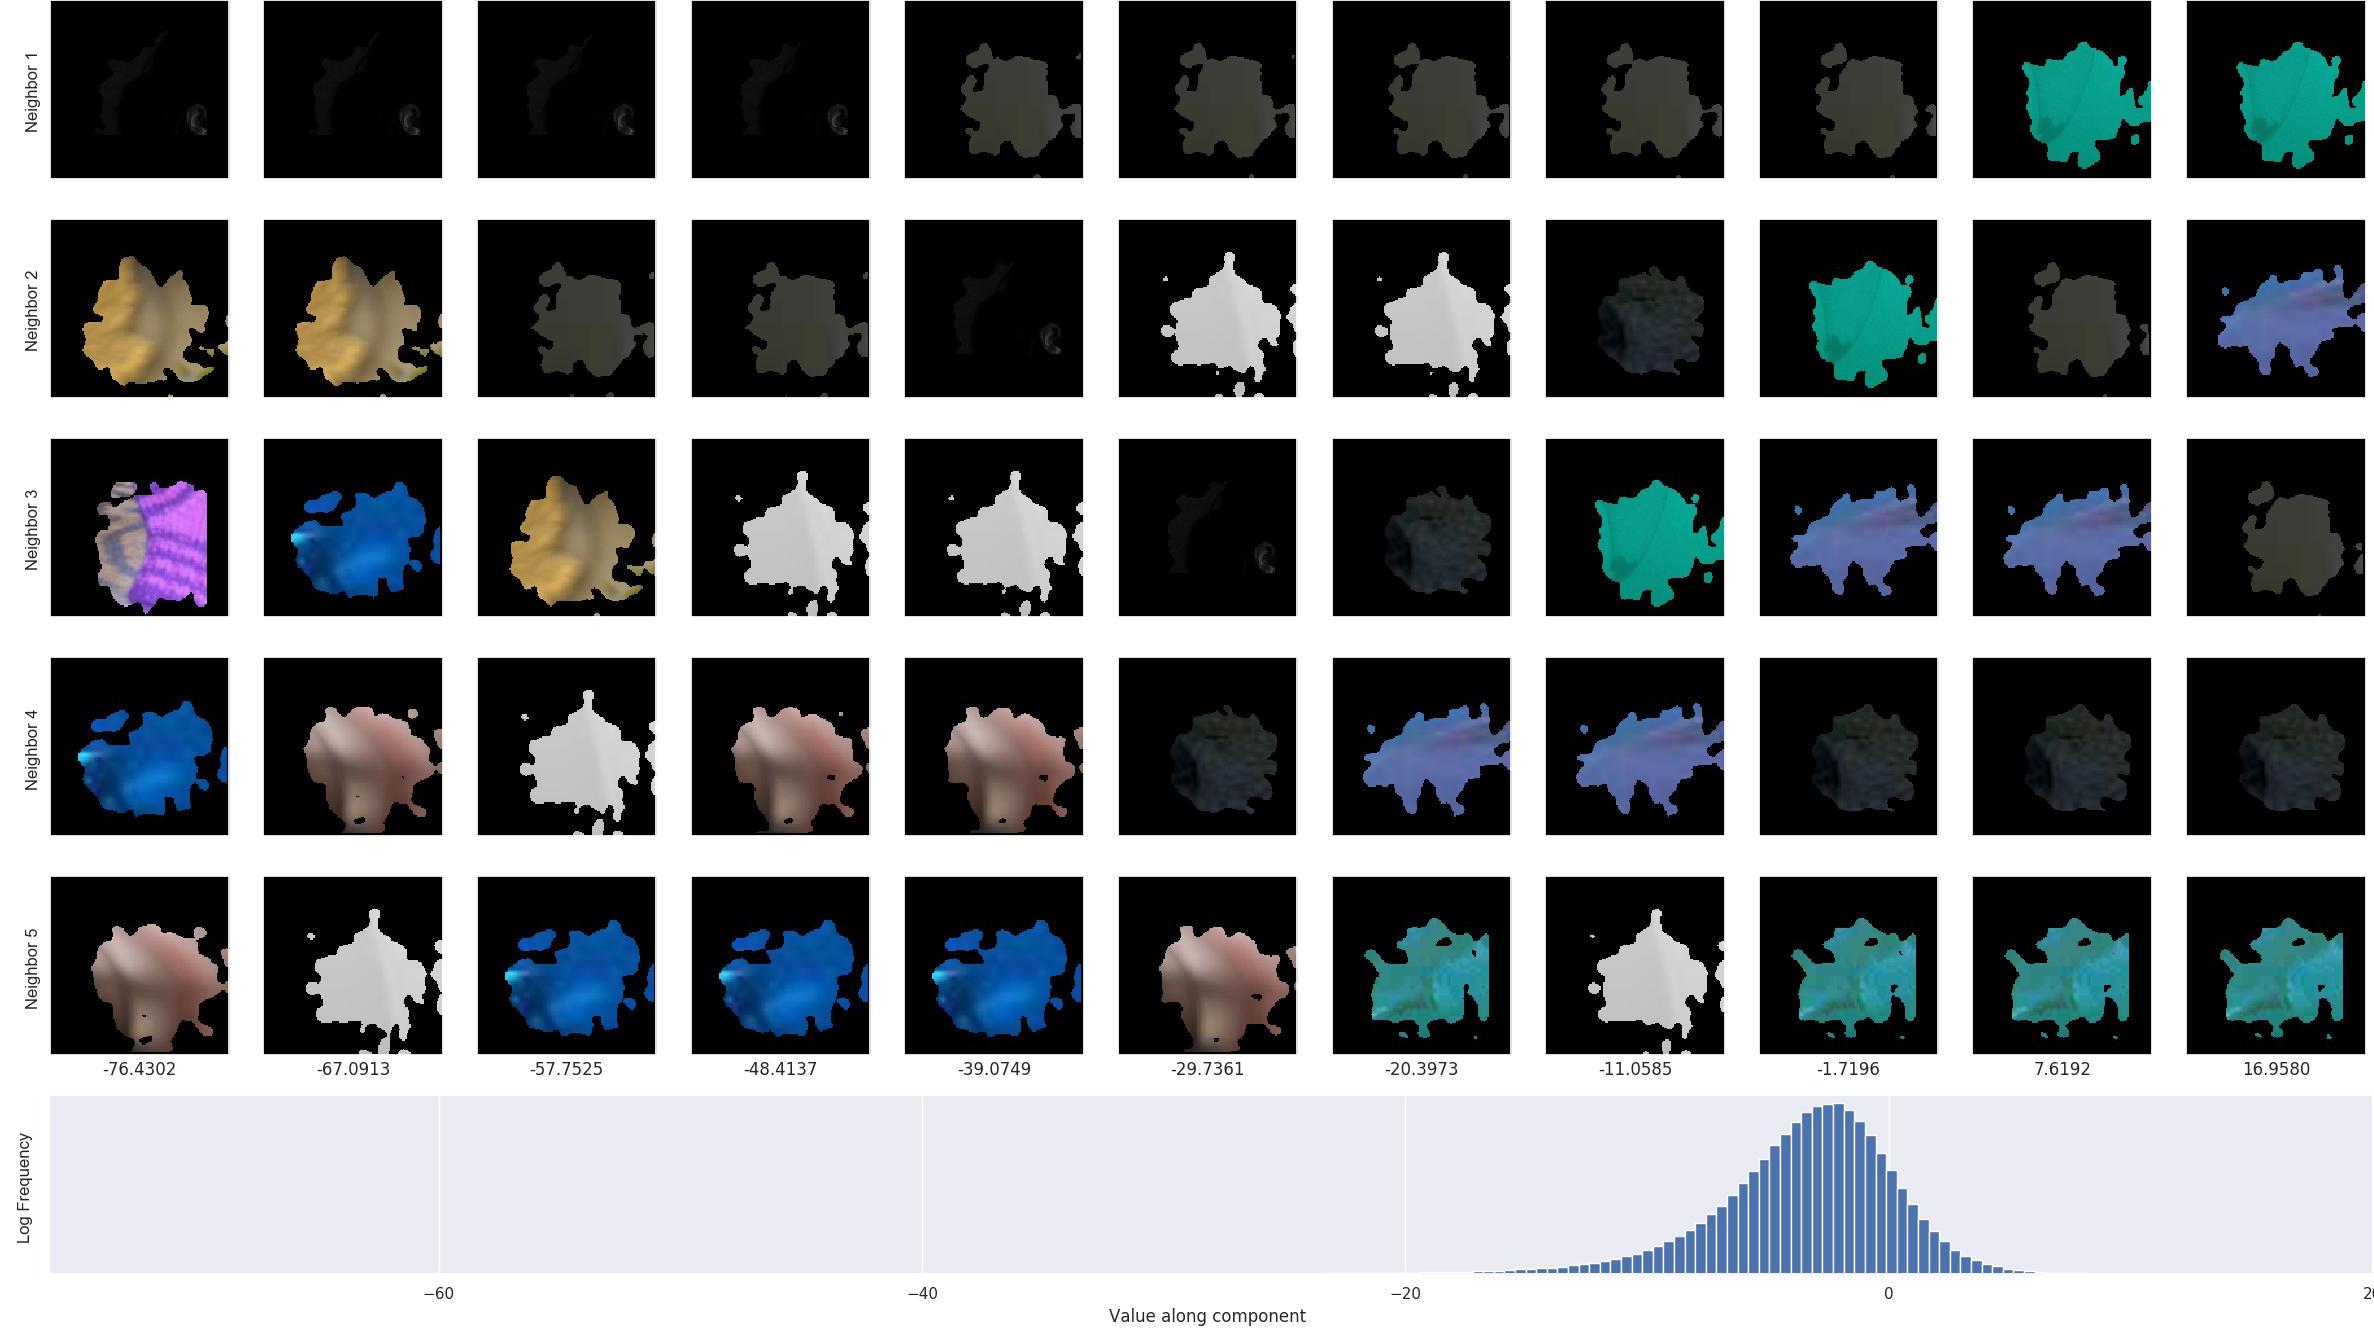 Neighbor 1
Neighbor 2
Neighbor 3
Neighbor 4
Neighbor 5
-76.4302 -67.0913 -57.7525 -48.4137 -39.0749 -29.7361 -20.3973 -11.0585 -1.7196 7.6192 16.9580
Log Frequency
−60 −40 −20 0
Value along component